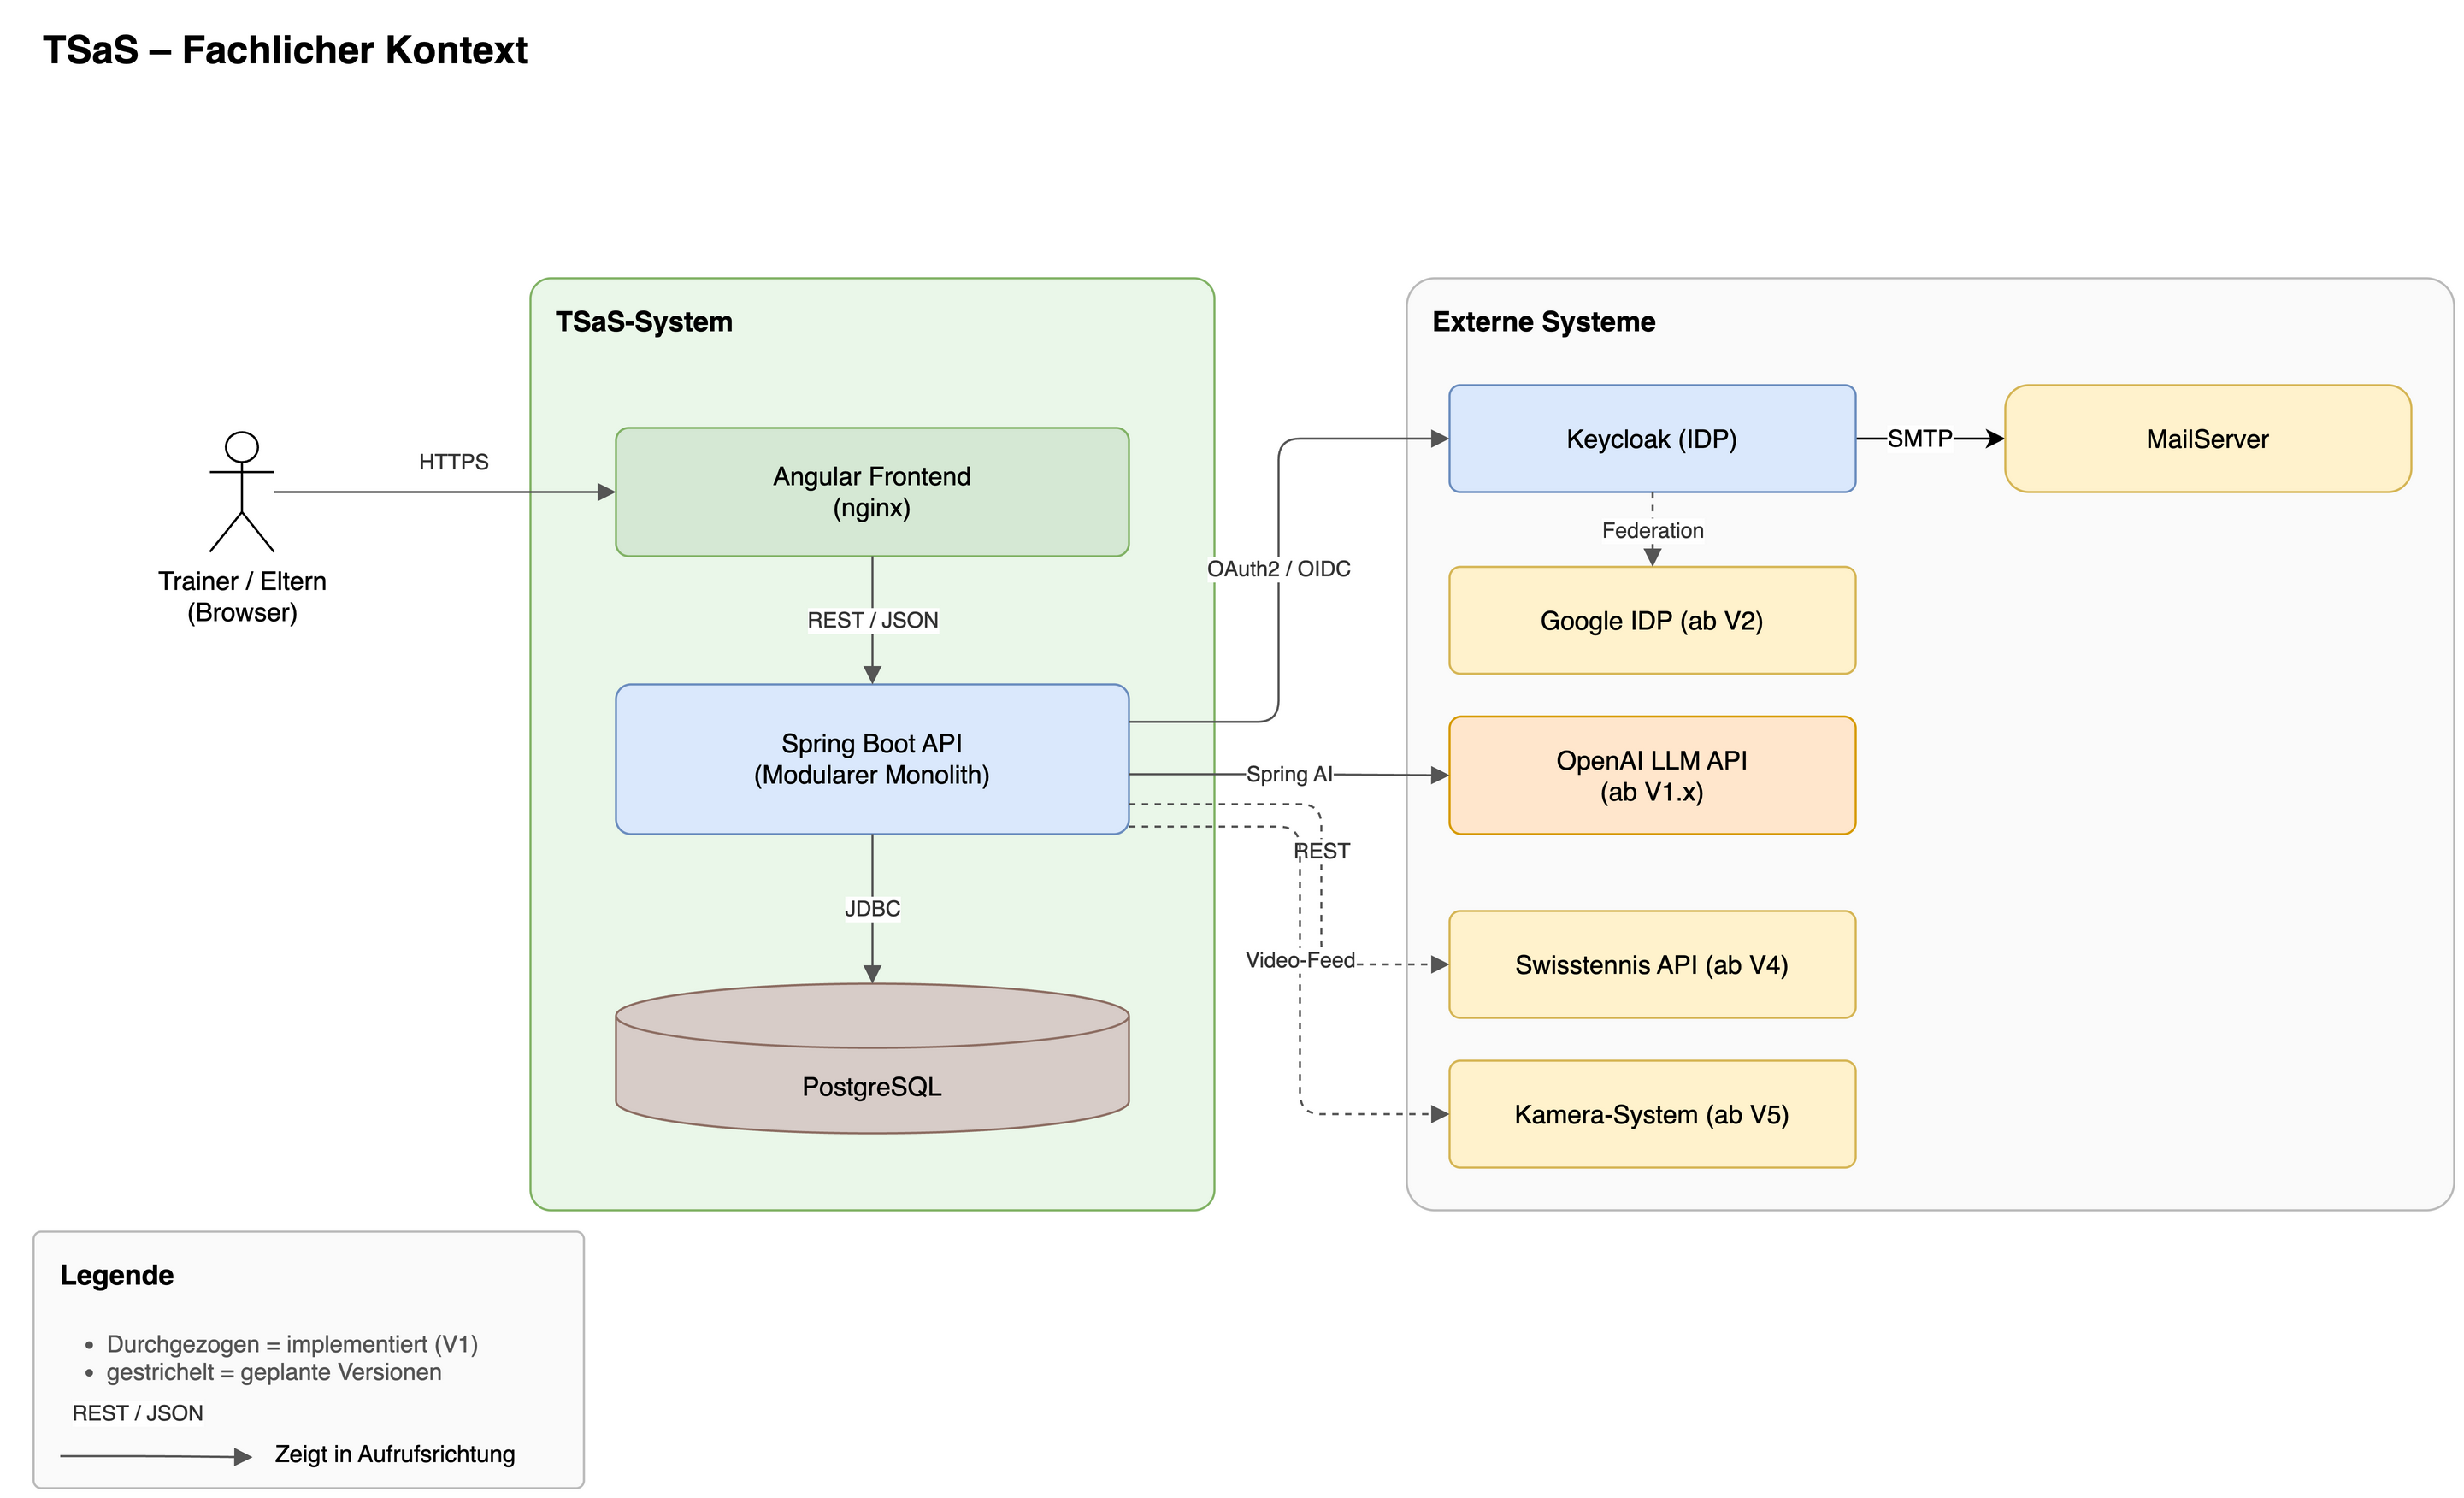 TSaS – Fachlicher Kontext
TSaS-System
Externe Systeme
HTTPS
Trainer / Eltern
(Browser)
Angular Frontend
(nginx)
REST / JSON
Spring Boot API
(Modularer Monolith)
JDBC
PostgreSQL
OAuth2 / OIDC
Spring AI
REST
Video-Feed
Keycloak (IDP)
SMTP
MailServer
Federation
Google IDP (ab V2)
OpenAI LLM API
(ab V1.x)
Swisstennis API (ab V4)
Kamera-System (ab V5)
Legende
• Durchgezogen = implementiert (V1)
• gestrichelt = geplante Versionen
REST / JSON
Zeigt in Aufrufsrichtung